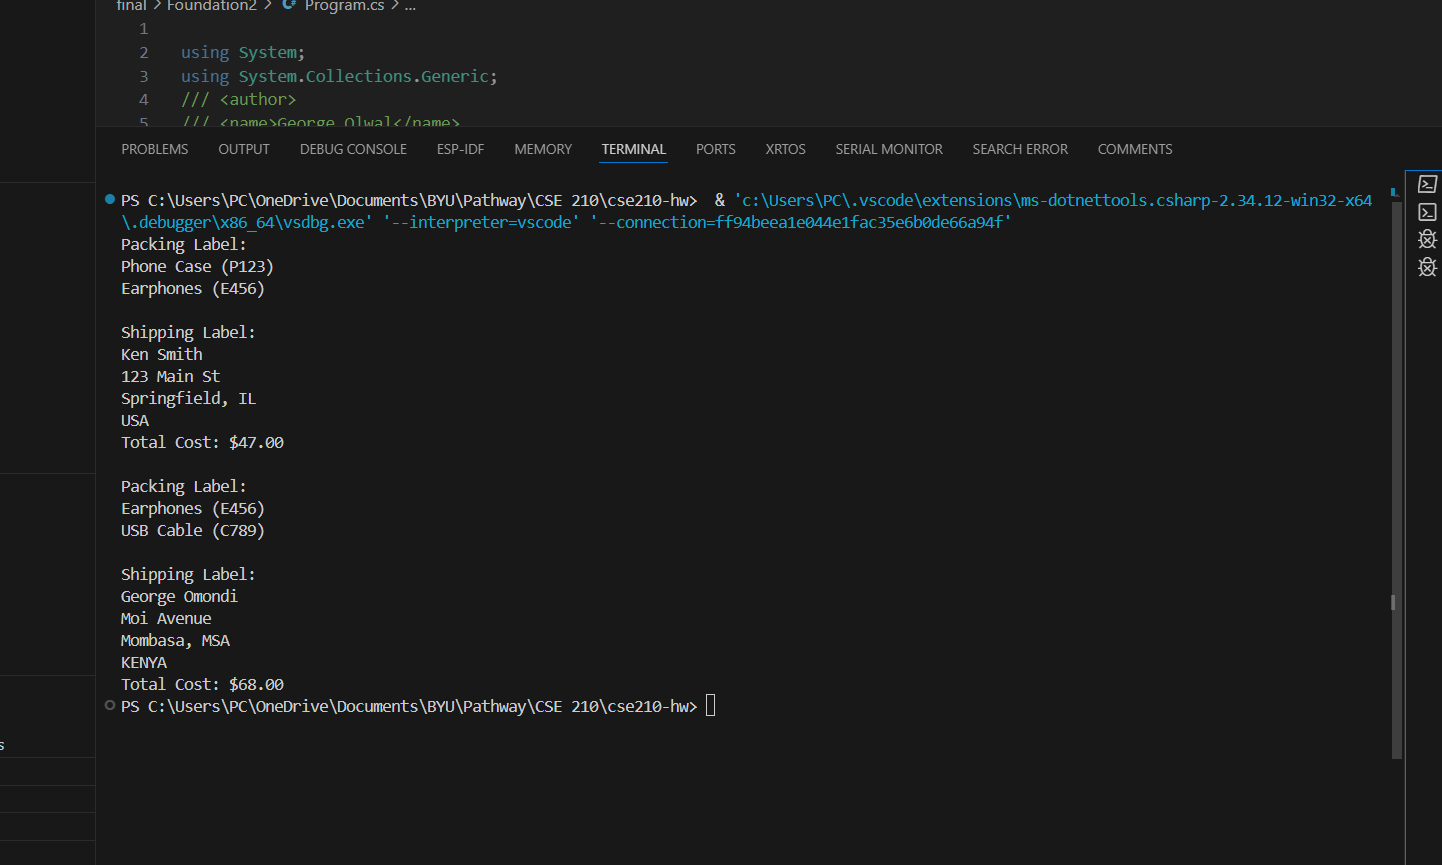 final > Foundation2 > Program.cs > ...
1
2 using System;
3 using System.Collections.Generic;
4 /// <author>
5 /// <name>George Olwal</name>
PROBLEMS OUTPUT DEBUG CONSOLE ESP-IDF MEMORY TERMINAL PORTS XRTOS SERIAL MONITOR SEARCH ERROR COMMENTS
PS C:\Users\PC\OneDrive\Documents\BYU\Pathway\CSE 210\cse210-hw>  & 'c:\Users\PC\.vscode\extensions\ms-dotnettools.csharp-2.34.12-win32-x64
\.debugger\x86_64\vsdbg.exe' '--interpreter=vscode' '--connection=ff94beea1e044e1fac35e6b0de66a94f'
Packing Label:
Phone Case (P123)
Earphones (E456)
Shipping Label:
Ken Smith
123 Main St
Springfield, IL
USA
Total Cost: $47.00
Packing Label:
Earphones (E456)
USB Cable (C789)
Shipping Label:
George Omondi
Moi Avenue
Mombasa, MSA
KENYA
Total Cost: $68.00
PS C:\Users\PC\OneDrive\Documents\BYU\Pathway\CSE 210\cse210-hw>
s